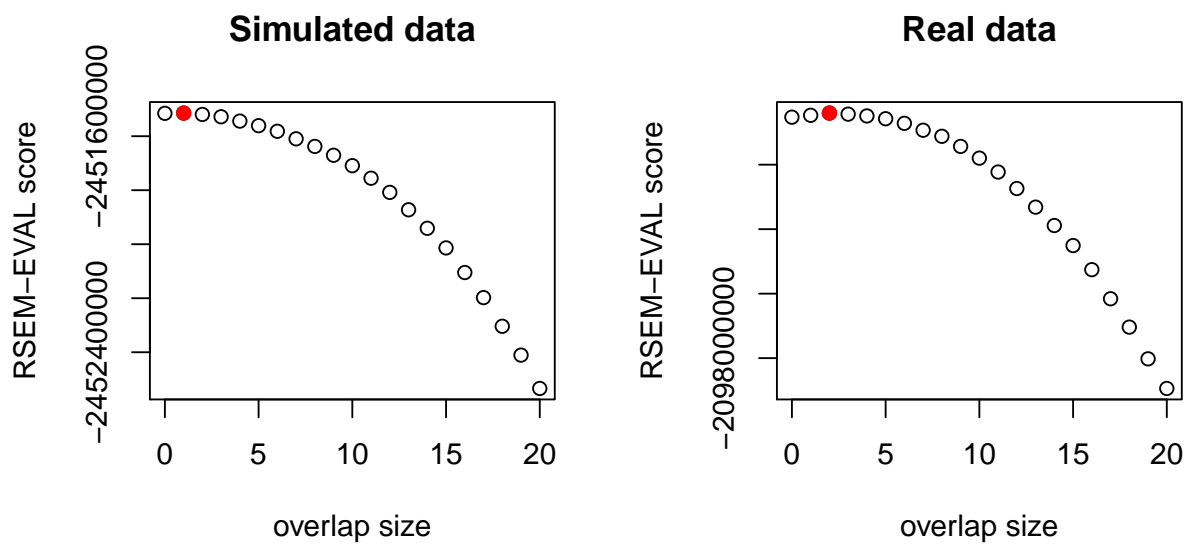 Simulated data
RSEM−EVAL score
−2451600000
−2452400000
0 5 10 15 20
overlap size
Real data
RSEM−EVAL score
−2098000000
0 5 10 15 20
overlap size